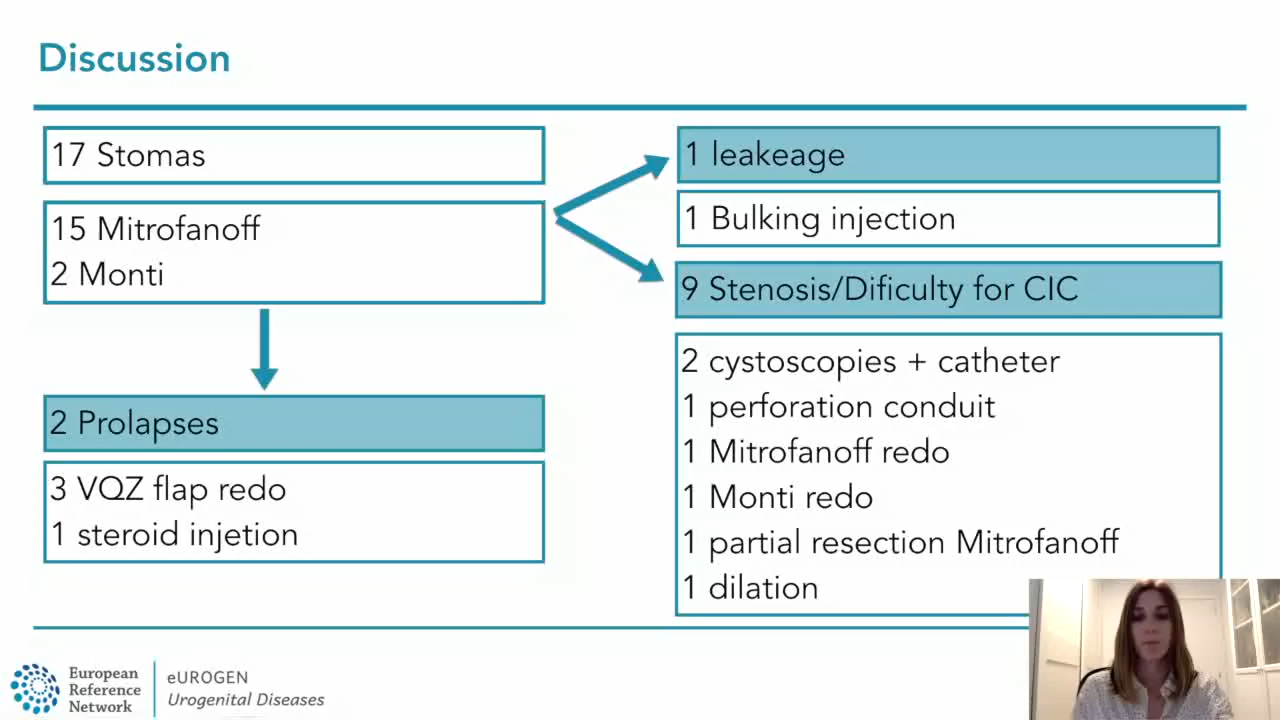 Discussion
17 Stomas
15 Mitrofanoff
2 Monti
2 Prolapses
3 VQZ flap redo
1 steroid injetion
1 leakeage
1 Bulking injection
9 Stenosis/Dificulty for CIC
2 cystoscopies + catheter
1 perforation conduit
1 Mitrofanoff redo
1 Monti redo
1 partial resection Mitrofanoff
1 dilation
European
Reference
Network
eUROGEN
Urogenital Diseases